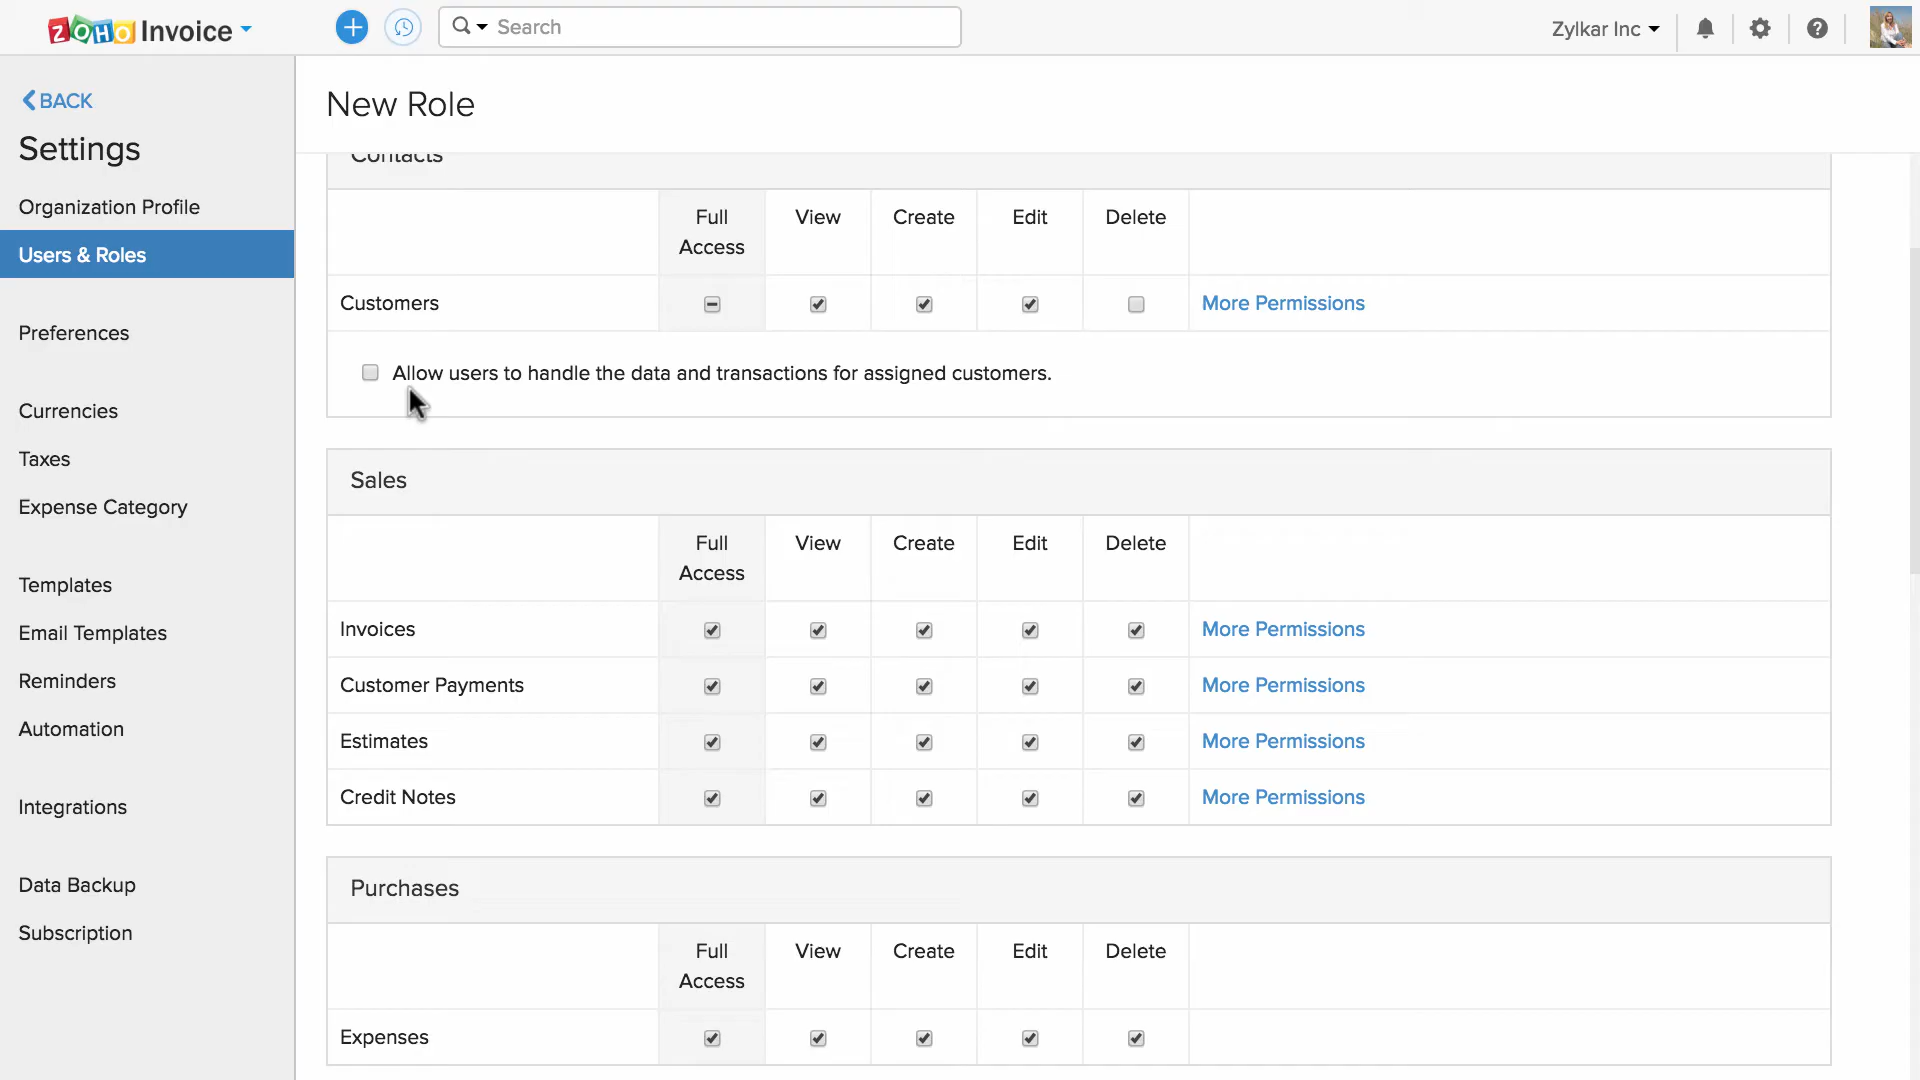 ZOHO Invoice
Search
Zylkar Inc
BACK
Settings
Organization Profile
Users & Roles
Preferences
Currencies
Taxes
Expense Category
Templates
Email Templates
Reminders
Automation
Integrations
Data Backup
Subscription
New Role
Contacts
Full Access View Create Edit Delete
Customers More Permissions
Allow users to handle the data and transactions for assigned customers.
Sales
Full Access View Create Edit Delete
Invoices More Permissions
Customer Payments More Permissions
Estimates More Permissions
Credit Notes More Permissions
Purchases
Full Access View Create Edit Delete
Expenses